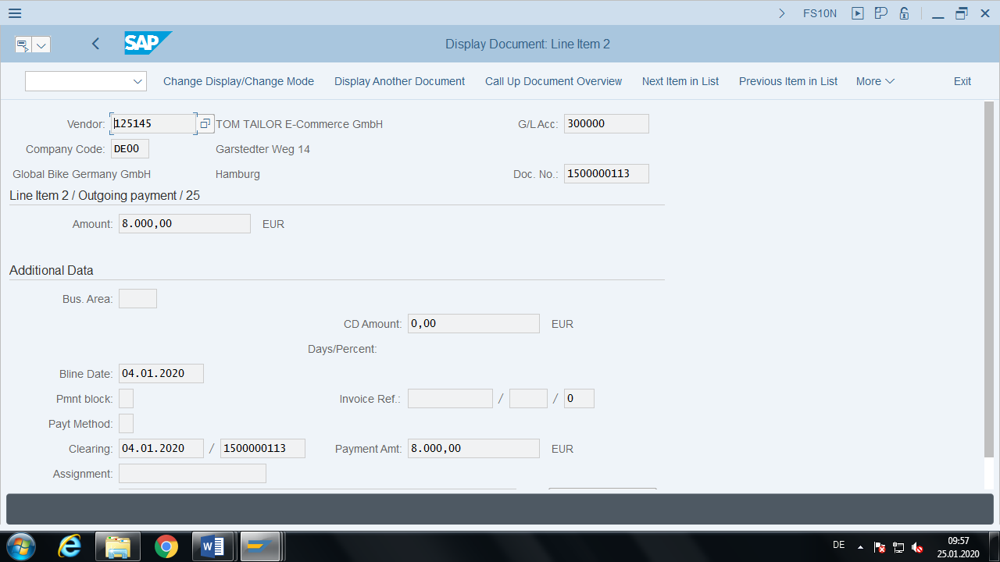 FS10N
SAP Display Document: Line Item 2
Change Display/Change Mode Display Another Document Call Up Document Overview Next Item in List Previous Item in List More Exit
Vendor: 125145 TOM TAILOR E-Commerce GmbH G/L Acc: 300000
Company Code: DE00 Garstedter Weg 14
Global Bike Germany GmbH Hamburg Doc. No.: 1500000113
Line Item 2 / Outgoing payment / 25
Amount: 8.000,00 EUR
Additional Data
Bus. Area:
CD Amount: 0,00 EUR
Days/Percent:
Bline Date: 04.01.2020
Pmnt block: Invoice Ref.: / / 0
Payt Method:
Clearing: 04.01.2020 / 1500000113 Payment Amt: 8.000,00 EUR
Assignment:
DE 09:57
25.01.2020